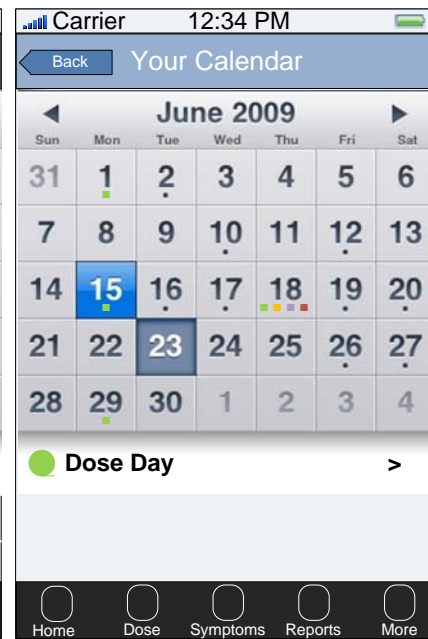 Carrier 12:34 PM
Back Your Calendar
June 2009
Sun Mon Tue Wed Thu Fri Sat
31 1 2 3 4 5 6
7 8 9 10 11 12 13
14 15 16 17 18 19 20
21 22 23 24 25 26 27
28 29 30 1 2 3 4
Dose Day >
Home Dose Symptoms Reports More